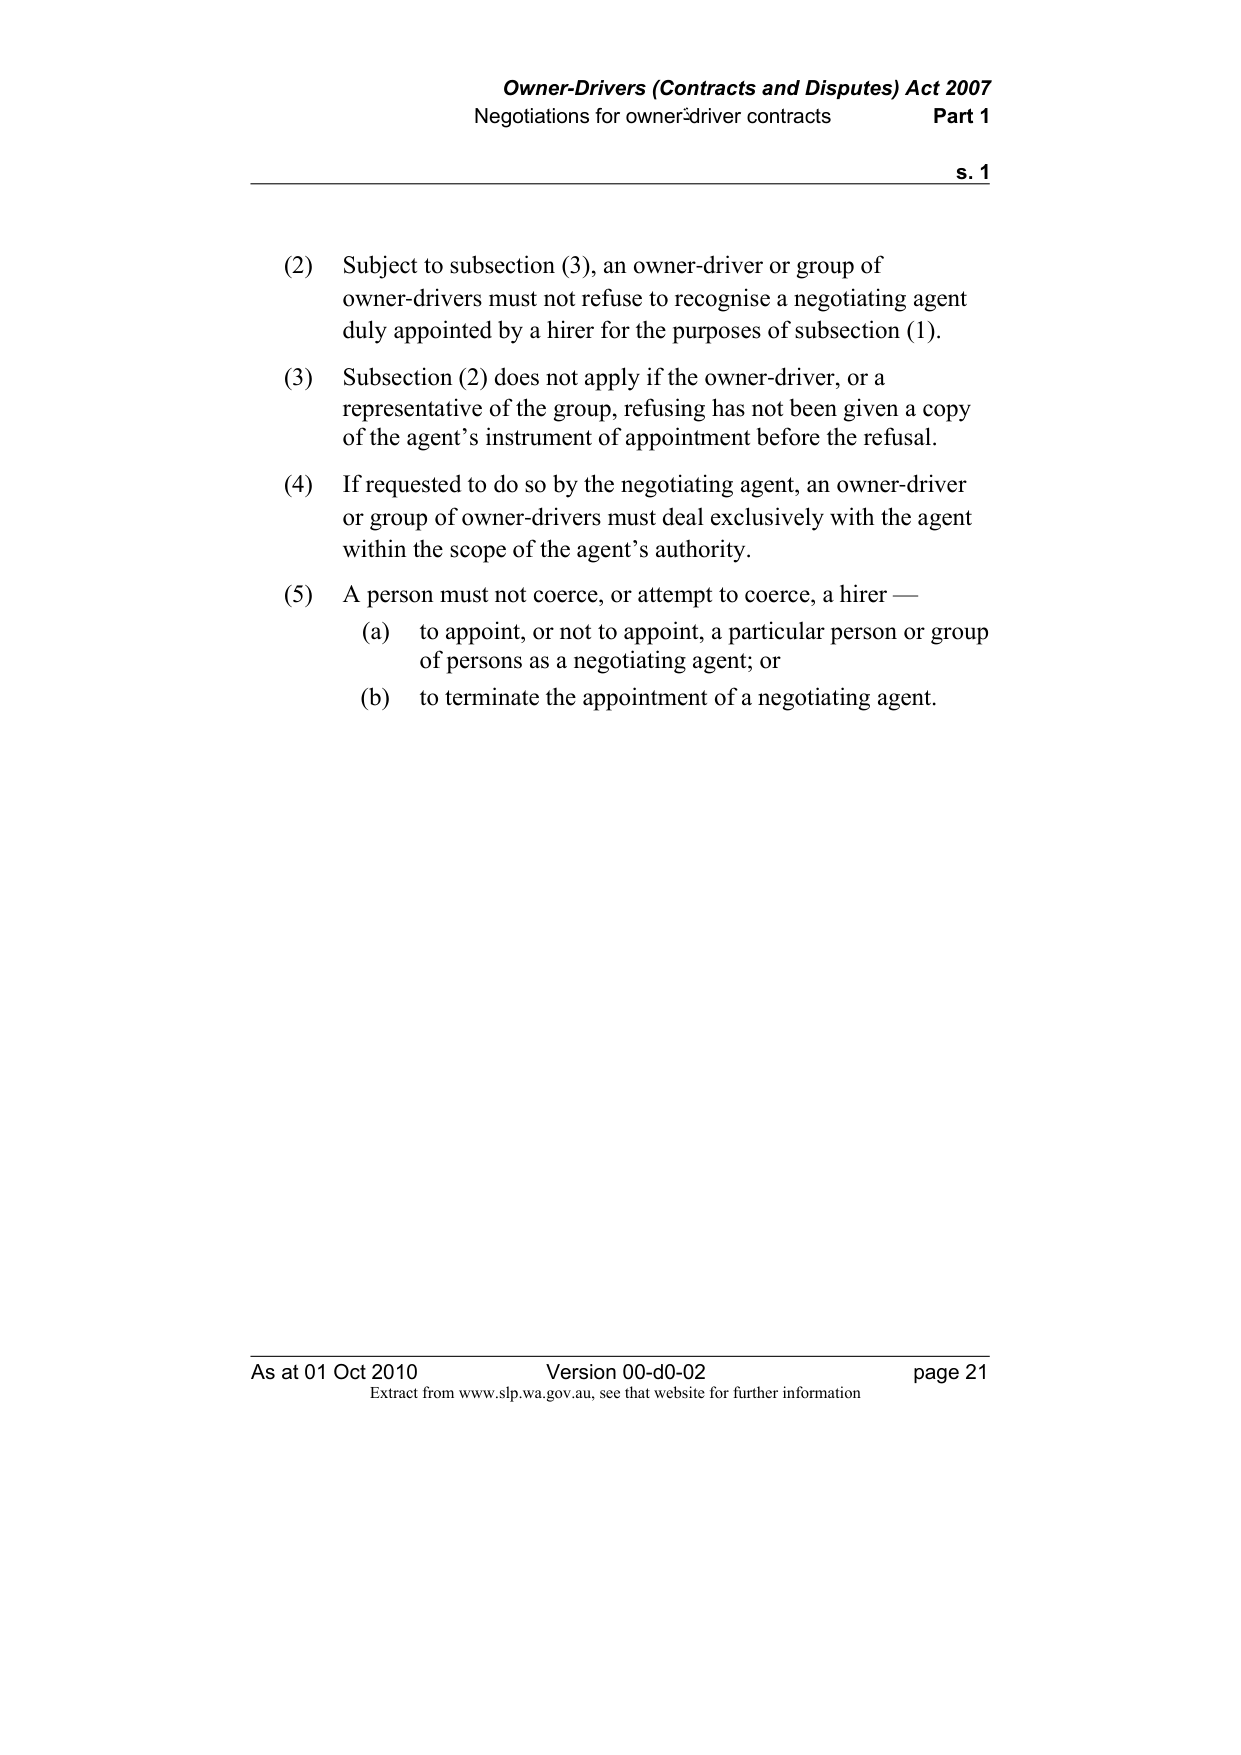 Owner-Drivers (Contracts and Disputes) Act 2007
Negotiations for owner-driver contracts Part 1
s. 1
(2) Subject to subsection (3), an owner-driver or group of
owner-drivers must not refuse to recognise a negotiating agent
duly appointed by a hirer for the purposes of subsection (1).
(3) Subsection (2) does not apply if the owner-driver, or a
representative of the group, refusing has not been given a copy
of the agent’s instrument of appointment before the refusal.
(4) If requested to do so by the negotiating agent, an owner-driver
or group of owner-drivers must deal exclusively with the agent
within the scope of the agent’s authority.
(5) A person must not coerce, or attempt to coerce, a hirer —
(a) to appoint, or not to appoint, a particular person or group
of persons as a negotiating agent; or
(b) to terminate the appointment of a negotiating agent.
As at 01 Oct 2010 Version 00-d0-02 page 21
Extract from www.slp.wa.gov.au, see that website for further information